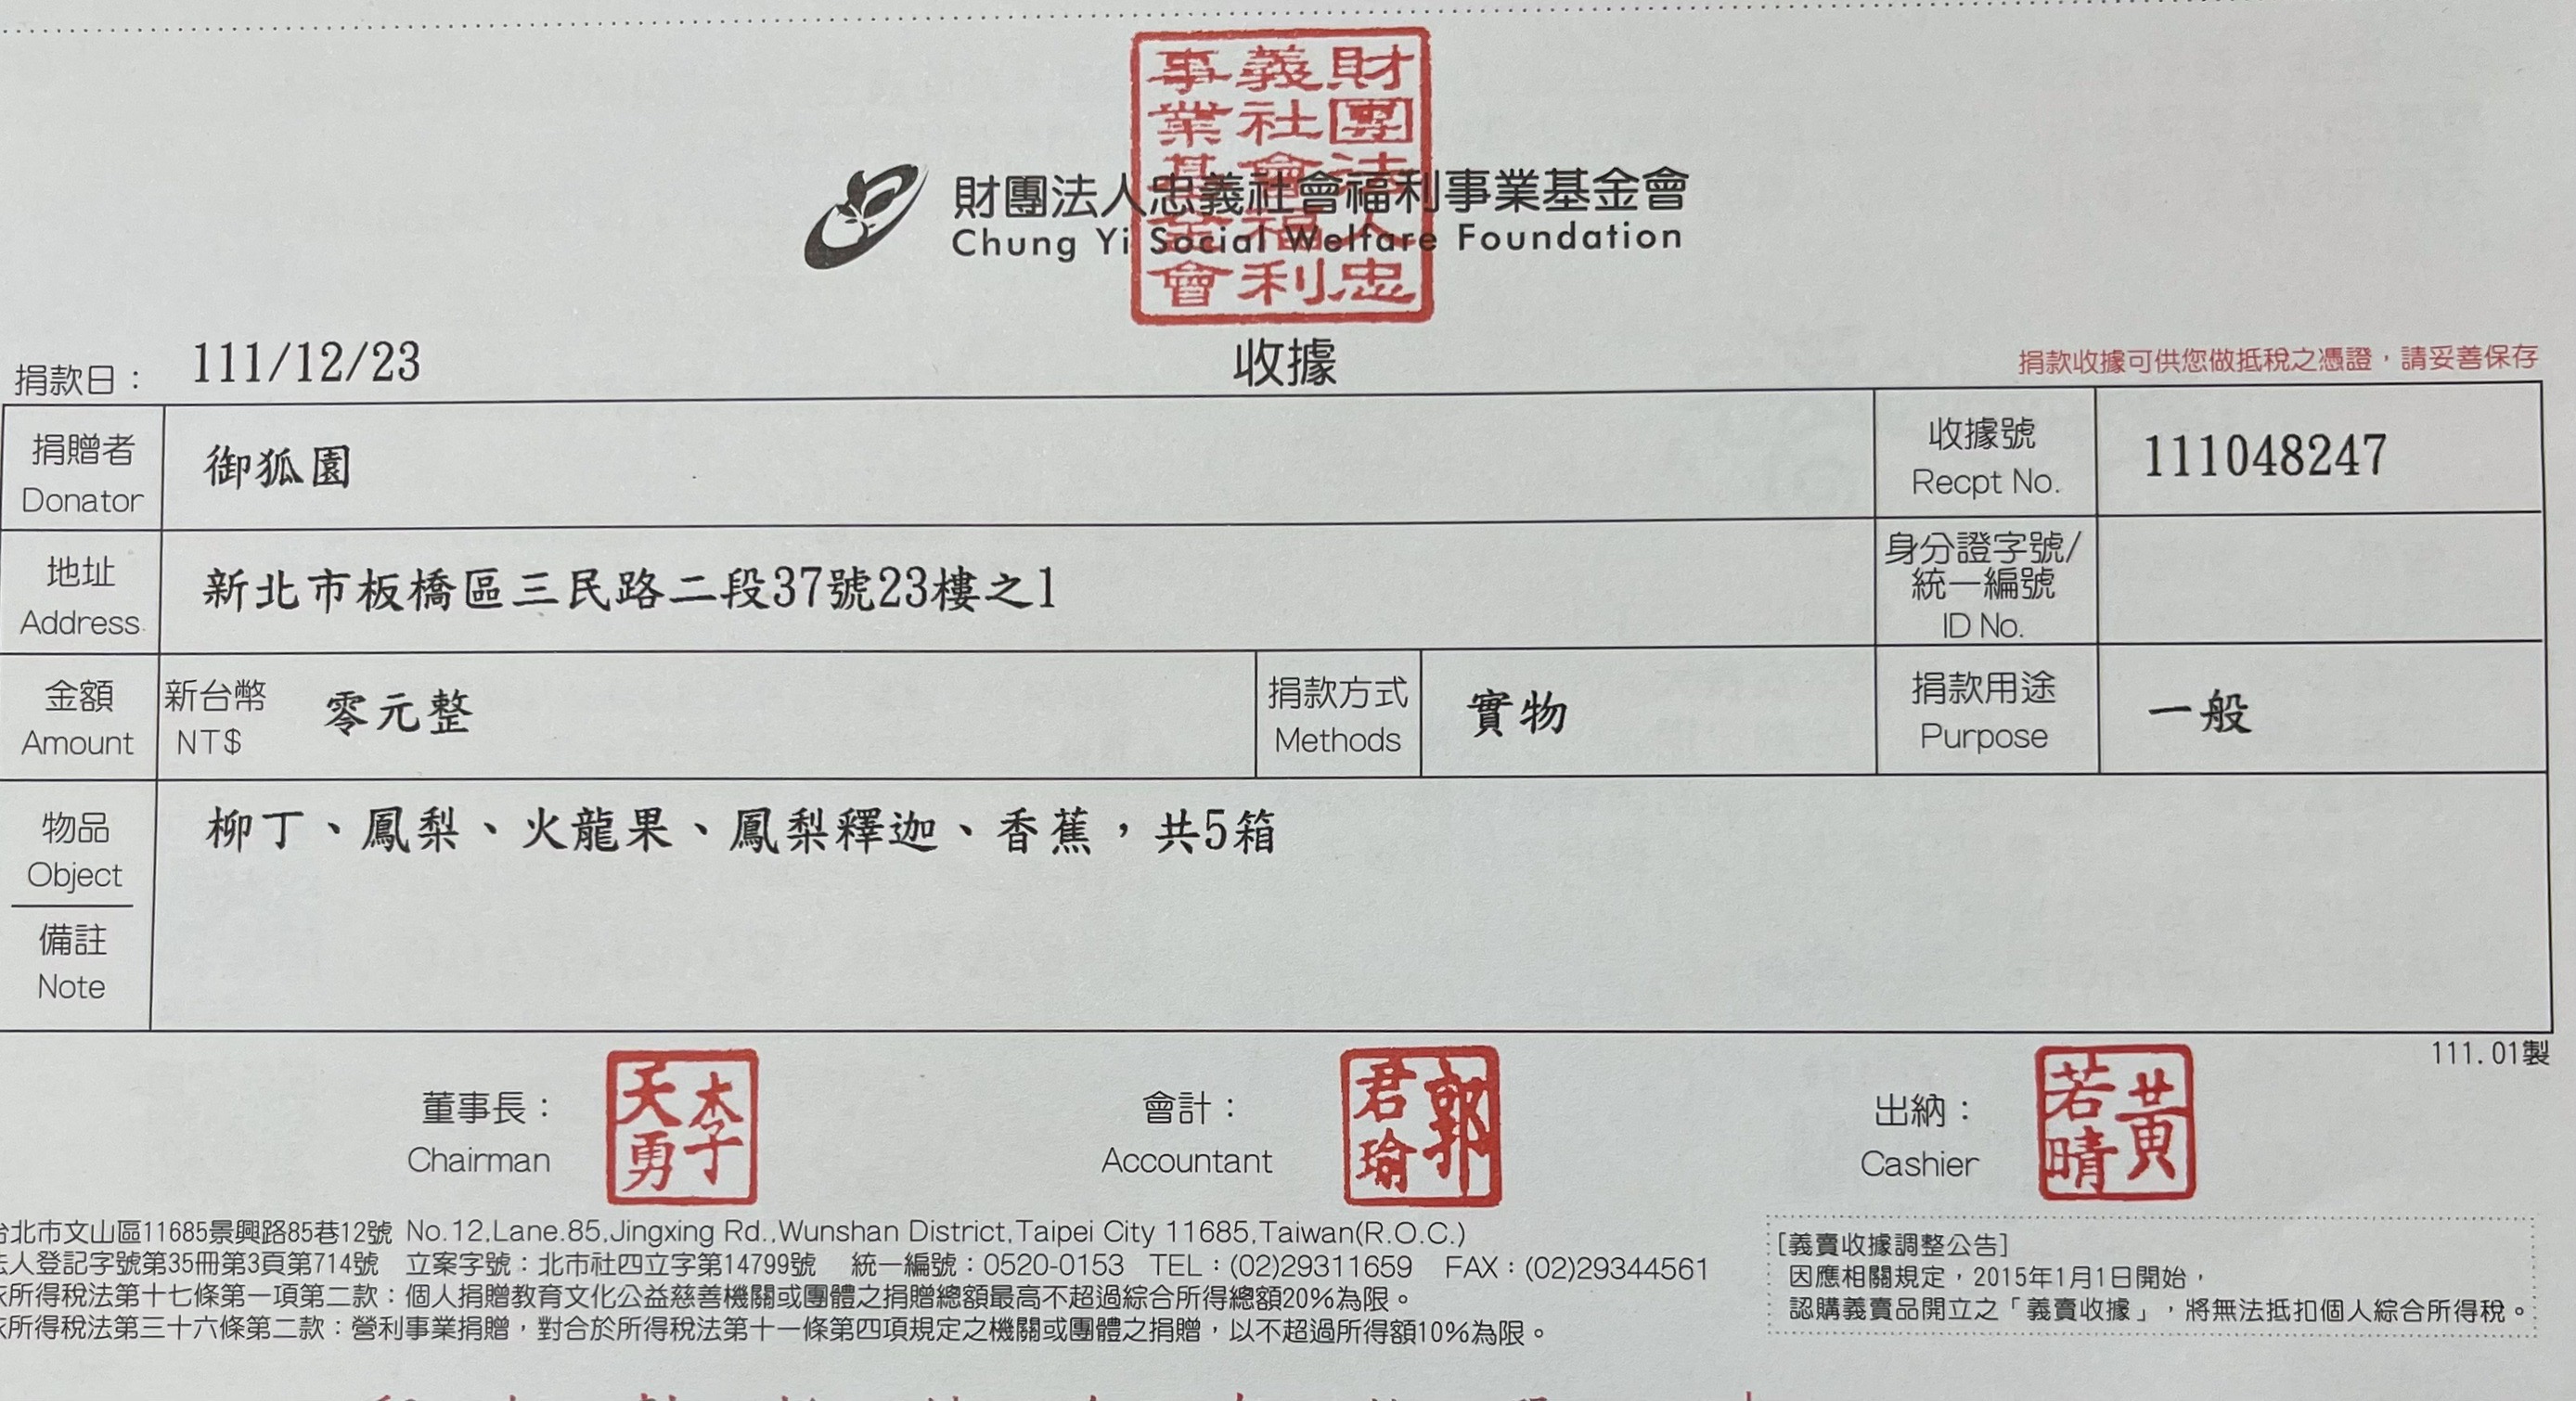 財團法人忠義社會福利事業基金會
財團法人忠義社會福利事業基金會
Chung Yi Social Welfare Foundation
捐款日：
111/12/23
收據
捐款收據可供您做抵稅之憑證，請妥善保存
捐贈者
Donator
御狐園
收據號
Recpt No.
111048247
地址
Address
新北市板橋區三民路二段37號23樓之1
身分證字號/
統一編號
ID No.
金額
Amount
新台幣
NT$
零元整
捐款方式
Methods
實物
捐款用途
Purpose
一般
物品
Object
備註
Note
柳丁、鳳梨、火龍果、鳳梨釋迦、香蕉，共5箱
111.01製
董事長：
Chairman
李天勇
會計：
Accountant
郭君瑜
出納：
Cashier
黃若晴
台北市文山區11685景興路85巷12號 No.12,Lane.85,Jingxing Rd.,Wunshan District,Taipei City 11685,Taiwan(R.O.C.)
法人登記字號第35冊第3頁第714號 立案字號：北市社四立字第14799號 統一編號：0520-0153 TEL：(02)29311659 FAX：(02)29344561
依所得稅法第十七條第一項第二款：個人捐贈教育文化公益慈善機關或團體之捐贈總額最高不超過綜合所得總額20%為限。
依所得稅法第三十六條第二款：營利事業捐贈，對合於所得稅法第十一條第四項規定之機關或團體之捐贈，以不超過所得額10%為限。
[義賣收據調整公告]
因應相關規定，2015年1月1日開始，
認購義賣品開立之「義賣收據」，將無法抵扣個人綜合所得稅。